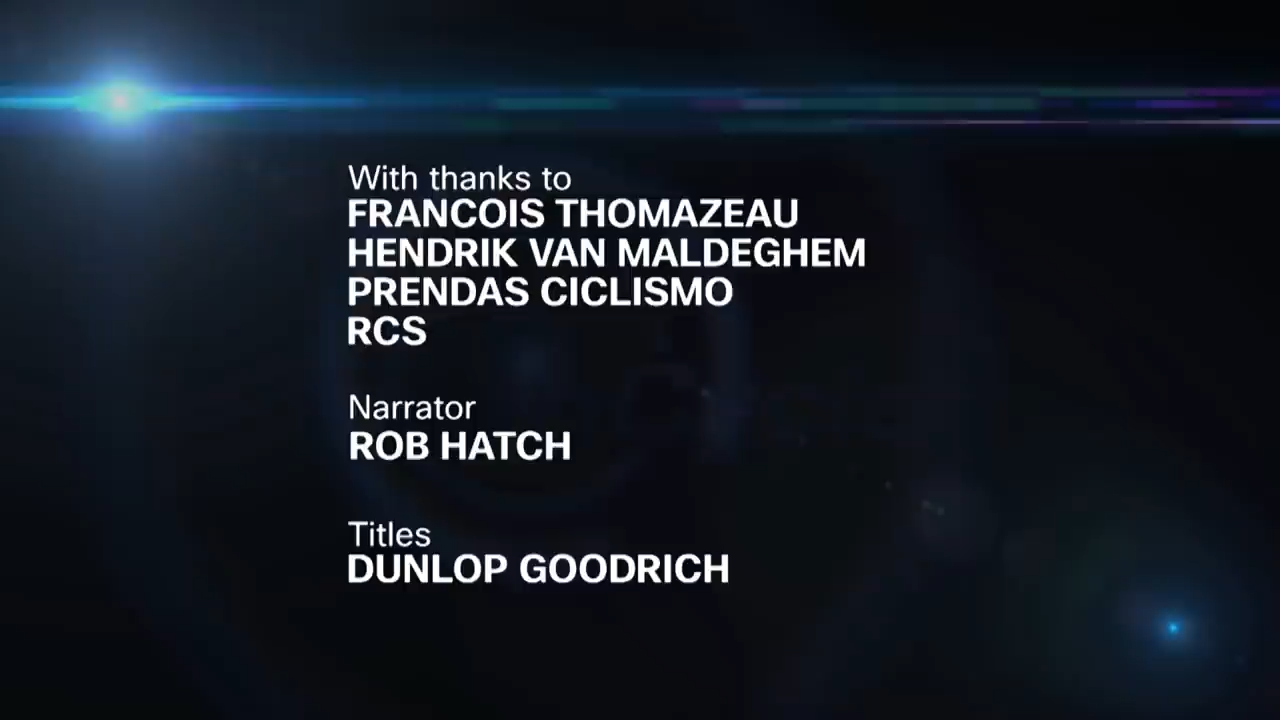 With thanks to
FRANCOIS THOMAZEAU
HENDRIK VAN MALDEGHEM
PRENDAS CICLISMO
RCS
Narrator
ROB HATCH
Titles
DUNLOP GOODRICH